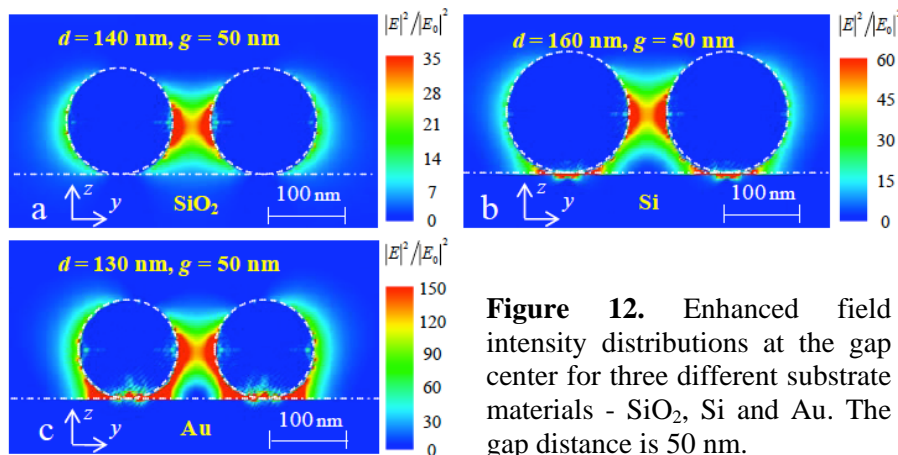 |E|²/|E₀|²
d = 140 nm, g = 50 nm
35
28
21
14
7
0
z
y
a
SiO₂
100 nm
|E|²/|E₀|²
d = 160 nm, g = 50 nm
60
45
30
15
0
z
y
b
Si
100 nm
|E|²/|E₀|²
d = 130 nm, g = 50 nm
150
120
90
60
30
0
z
y
c
Au
100 nm
Figure 12. Enhanced field
intensity distributions at the gap
center for three different substrate
materials - SiO₂, Si and Au. The
gap distance is 50 nm.